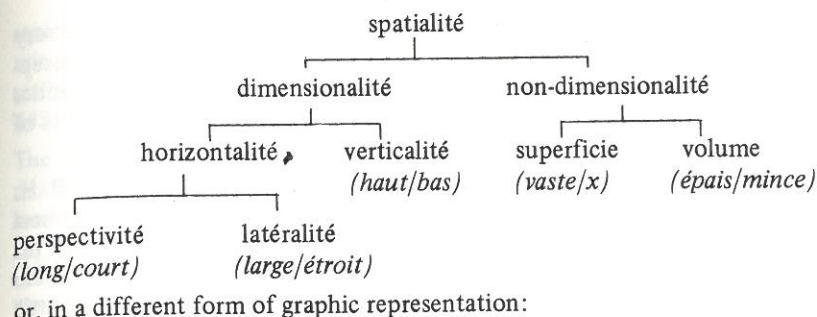 spatialité
dimensionalité non-dimensionalité
horizontalité verticalité superficie volume
(haut/bas) (vaste/x) (épais/mince)
perspectivité latéralité
(long/court) (large/étroit)
or, in a different form of graphic representation: